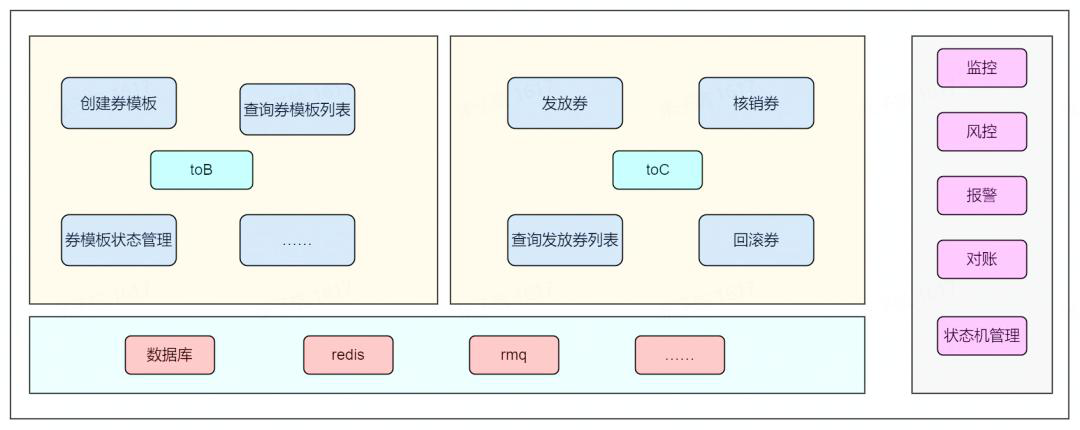 创建券模板
查询券模板列表
toB
券模板状态管理
……
发放券
核销券
toC
查询发放券列表
回滚券
数据库
redis
rmq
……
监控
风控
报警
对账
状态机管理